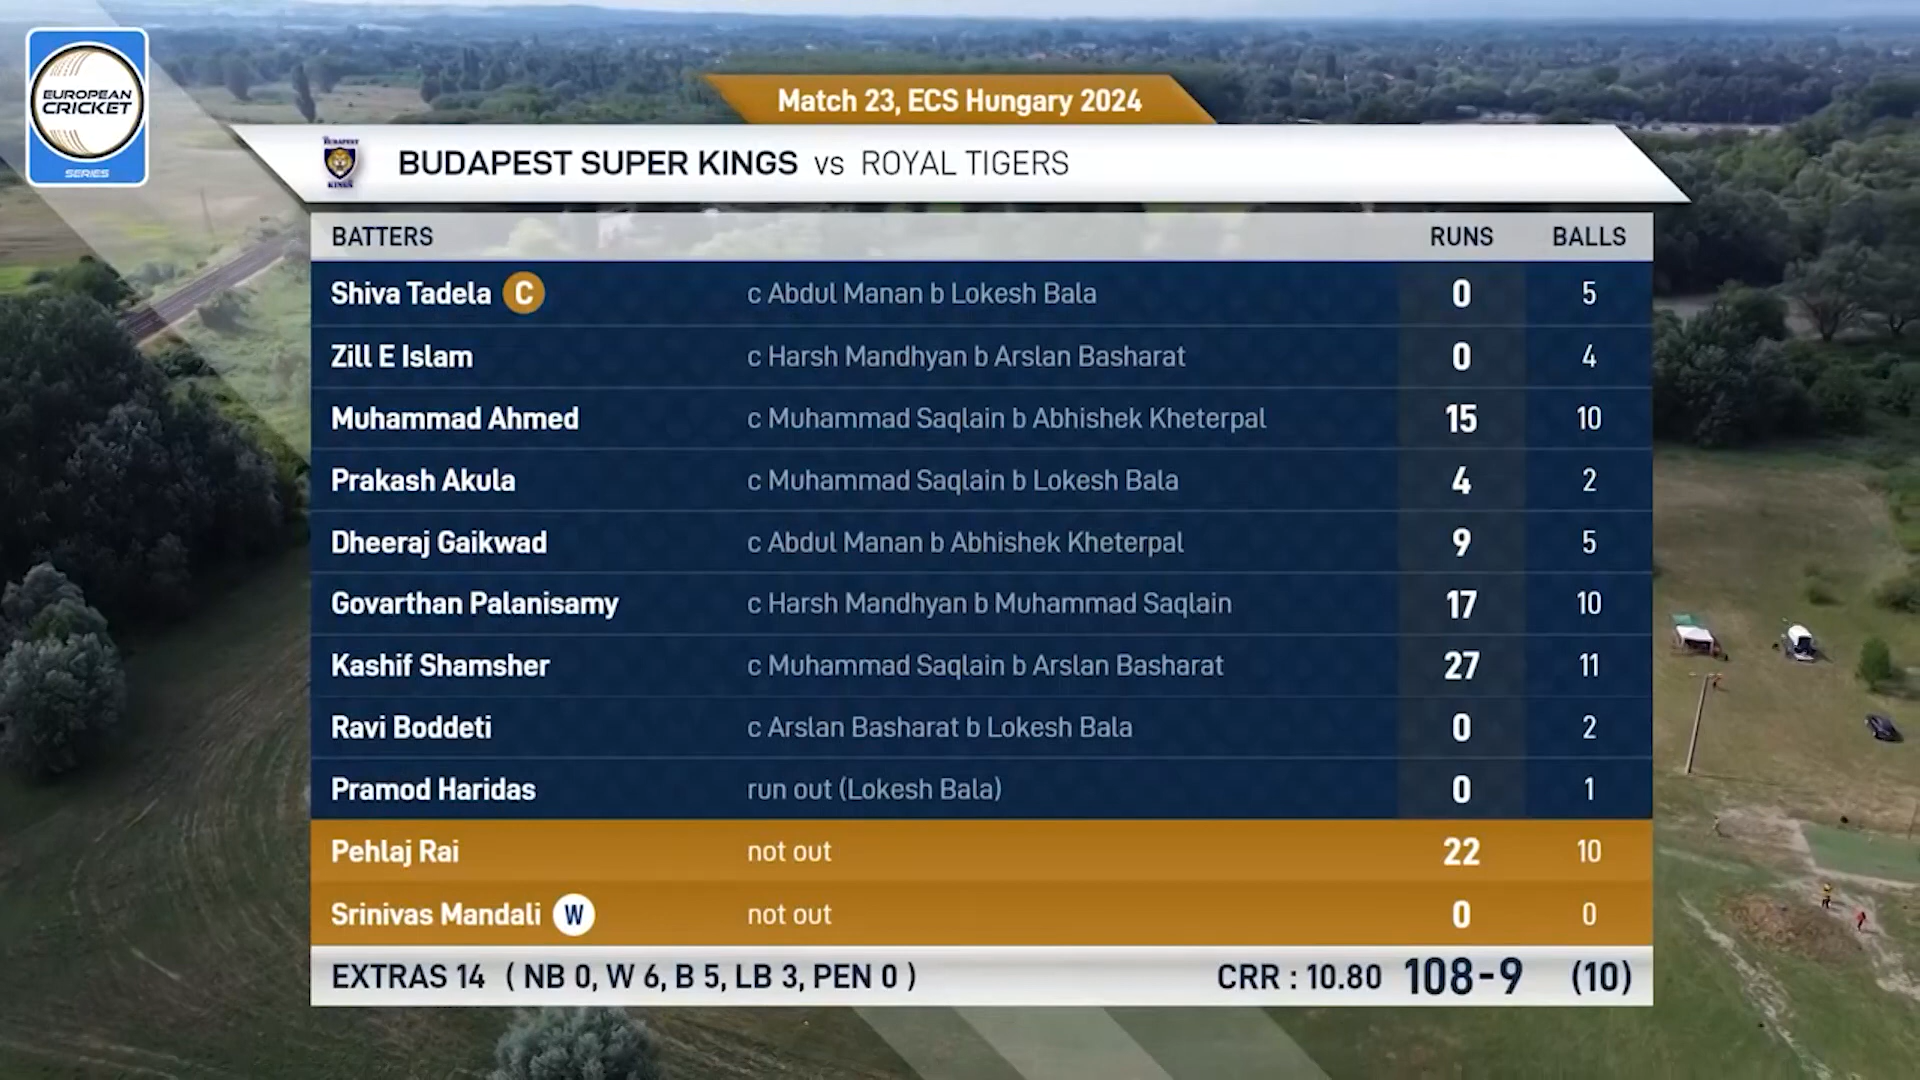 EUROPEAN
CRICKET
SERIES
Match 23, ECS Hungary 2024
BUDAPEST
KINGS
BUDAPEST SUPER KINGS vs ROYAL TIGERS
BATTERS RUNS BALLS
Shiva Tadela C c Abdul Manan b Lokesh Bala 0 5
Zill E Islam c Harsh Mandhyan b Arslan Basharat 0 4
Muhammad Ahmed c Muhammad Saqlain b Abhishek Kheterpal 15 10
Prakash Akula c Muhammad Saqlain b Lokesh Bala 4 2
Dheeraj Gaikwad c Abdul Manan b Abhishek Kheterpal 9 5
Govarthan Palanisamy c Harsh Mandhyan b Muhammad Saqlain 17 10
Kashif Shamsher c Muhammad Saqlain b Arslan Basharat 27 11
Ravi Boddeti c Arslan Basharat b Lokesh Bala 0 2
Pramod Haridas run out (Lokesh Bala) 0 1
Pehlaj Rai not out 22 10
Srinivas Mandali W not out 0 0
EXTRAS 14 ( NB 0, W 6, B 5, LB 3, PEN 0 ) CRR : 10.80 108-9 (10)